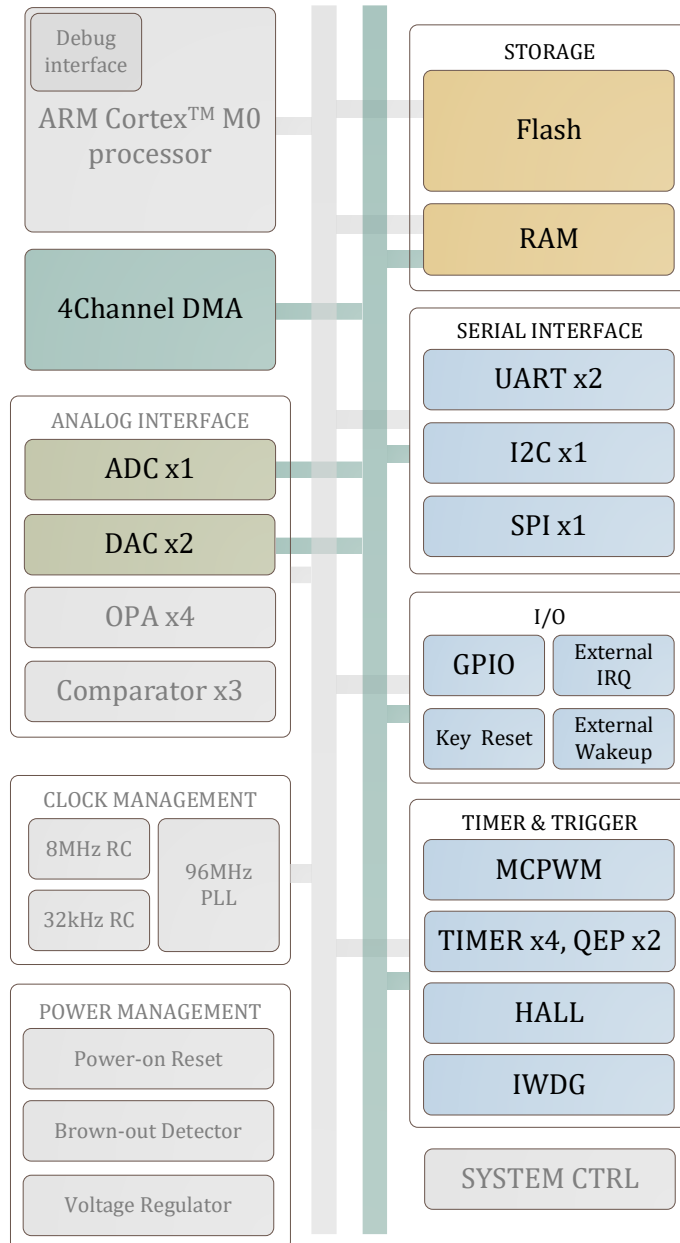 Debug
interface
ARM Cortex™ M0
processor
4Channel DMA
ANALOG INTERFACE
ADC x1
DAC x2
OPA x4
Comparator x3
CLOCK MANAGEMENT
8MHz RC
32kHz RC
96MHz
PLL
POWER MANAGEMENT
Power-on Reset
Brown-out Detector
Voltage Regulator
STORAGE
Flash
RAM
SERIAL INTERFACE
UART x2
I2C x1
SPI x1
I/O
GPIO
External
IRQ
Key Reset
External
Wakeup
TIMER & TRIGGER
MCPWM
TIMER x4, QEP x2
HALL
IWDG
SYSTEM CTRL